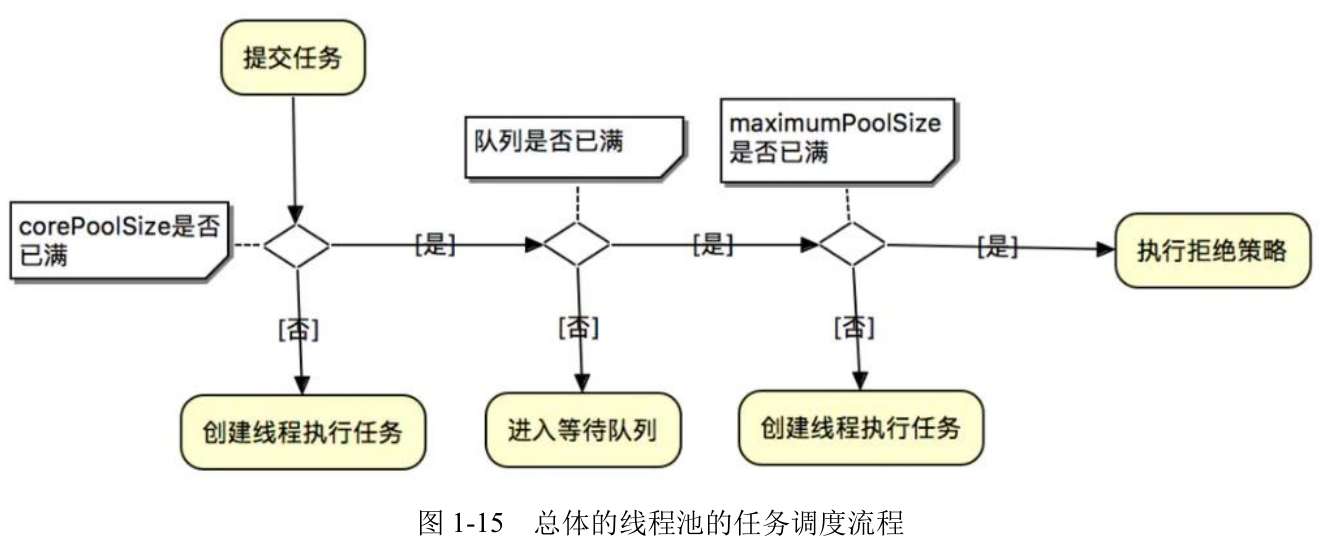 提交任务
maximumPoolSize
是否已满
队列是否已满
corePoolSize是否
已满
[是]
[是]
[是]
执行拒绝策略
[否]
[否]
[否]
创建线程执行任务
进入等待队列
创建线程执行任务
图 1-15 总体的线程池的任务调度流程